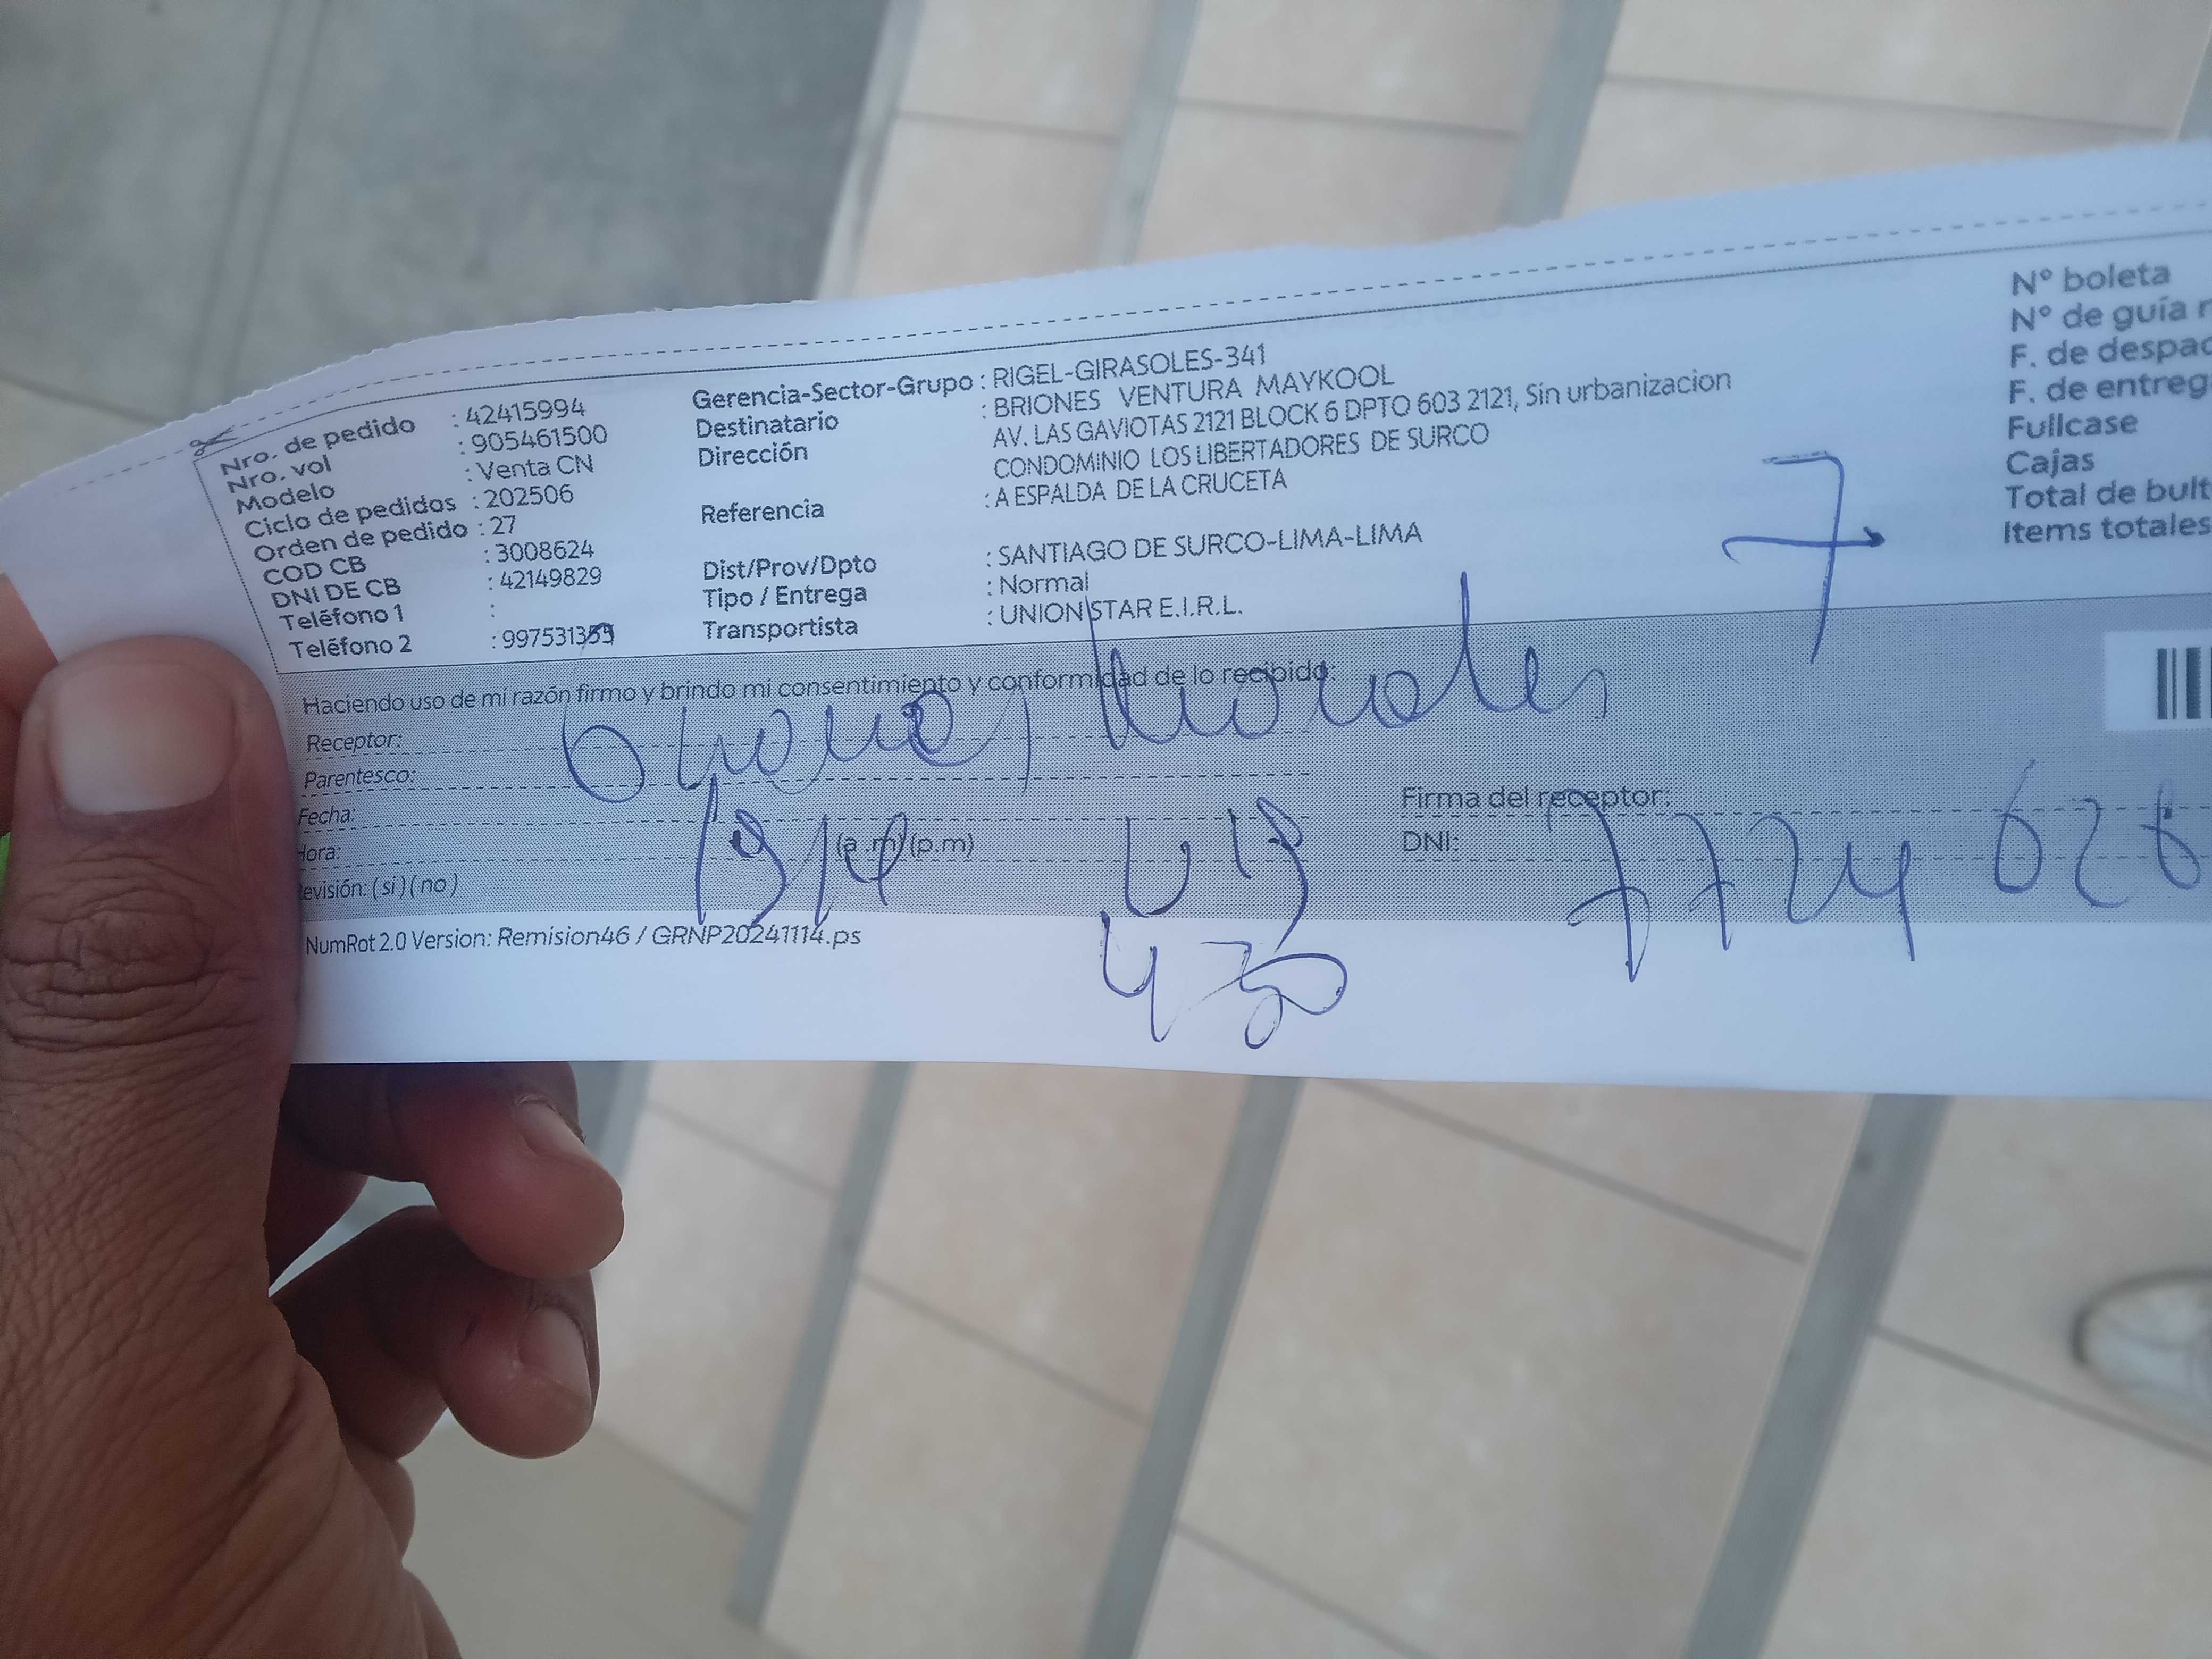 Nro. de pedido : 42415994
Nro. vol : 905461500
Modelo : Venta CN
Ciclo de pedidos : 202506
Orden de pedido : 27
COD CB : 3008624
DNI DE CB : 42149829
Teléfono 1 :
Teléfono 2 : 997531355
Gerencia-Sector-Grupo : RIGEL-GIRASOLES-341
Destinatario : BRIONES VENTURA MAYKOOL
Dirección AV. LAS GAVIOTAS 2121 BLOCK 6 DPTO 603 2121, Sin urbanizacion
CONDOMINIO LOS LIBERTADORES DE SURCO
Referencia : A ESPALDA DE LA CRUCETA
Dist/Prov/Dpto : SANTIAGO DE SURCO-LIMA-LIMA
Tipo / Entrega : Normal
Transportista : UNION STAR E.I.R.L.
7
N° boleta
N° de guía r
F. de despac
F. de entreg
Fullcase
Cajas
Total de bult
Items totales
Haciendo uso de mi razón firmo y brindo mi consentimiento y conformidad de lo recibido:
Receptor: Morales
Parentesco:
Fecha:
Hora: (a .m) (p.m)
evisión: ( si ) ( no )
Firma del receptor:
DNI: 7724626
NumRot 2.0 Version: Remision46 / GRNP20241114.ps